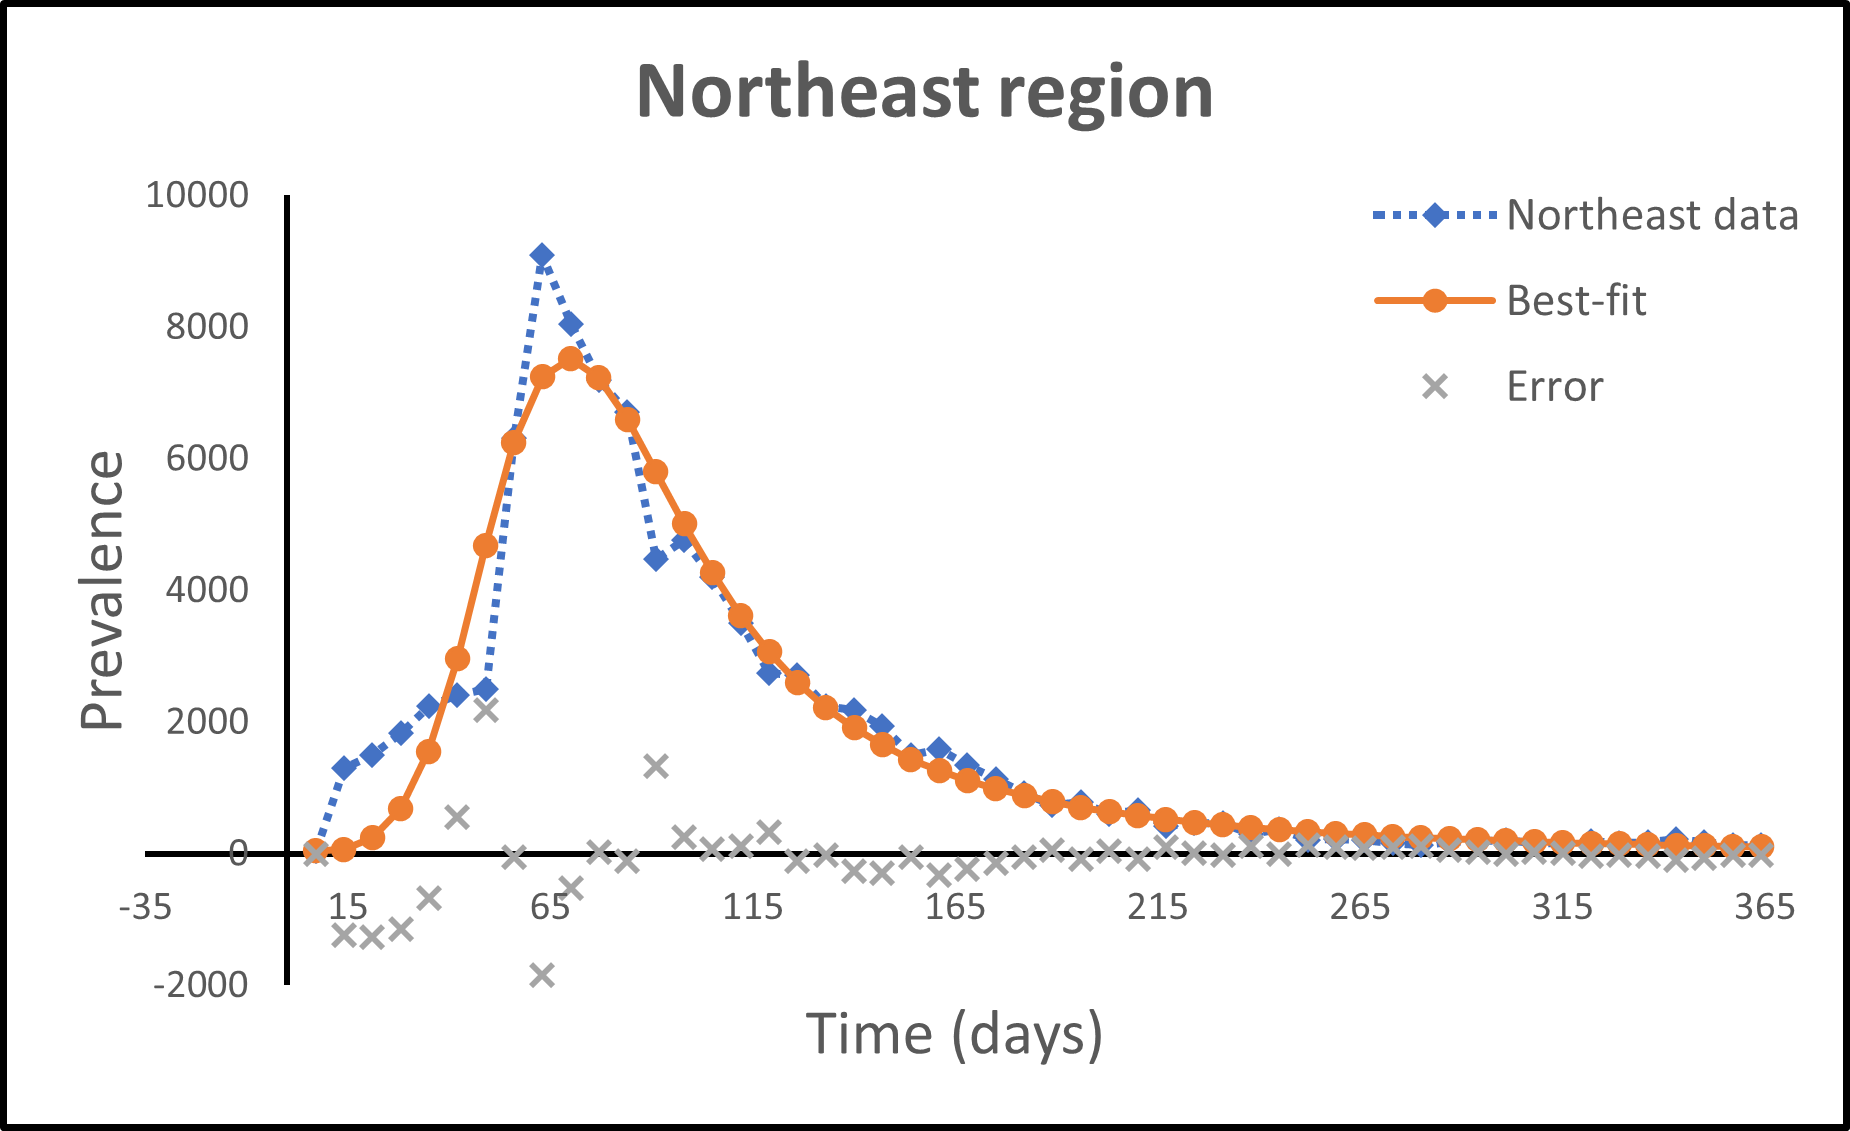 Northeast region
10000
8000
6000
4000
2000
0
-2000
-35 15 65 115 165 215 265 315 365
Prevalence
Time (days)
Northeast data
Best-fit
Error